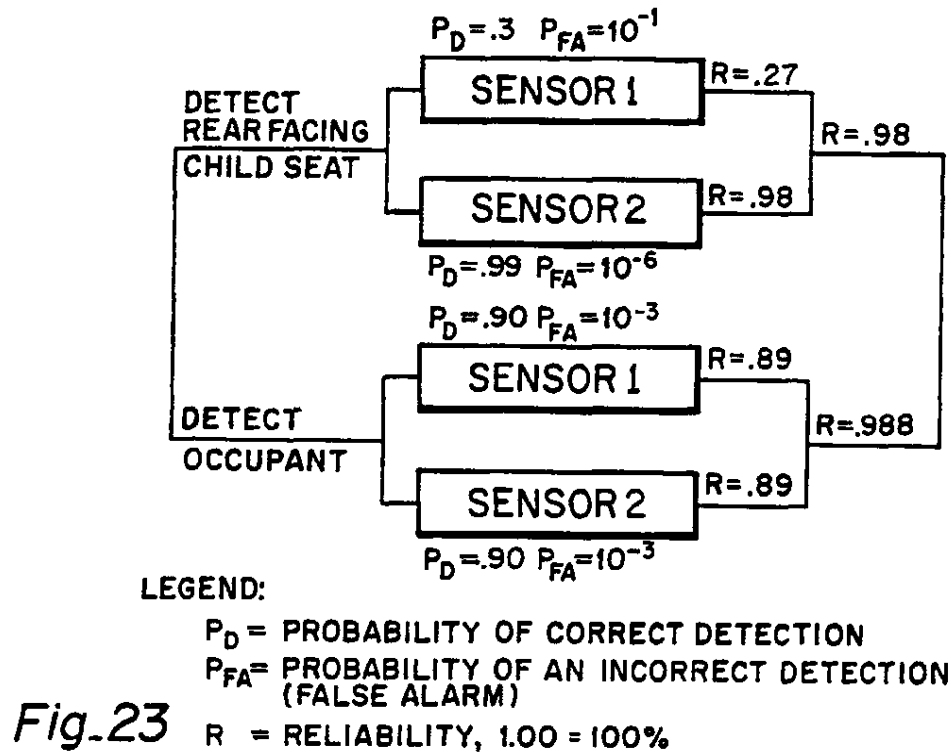 P_D=.3 P_FA=10⁻¹
SENSOR 1
R=.27
DETECT
REAR FACING
CHILD SEAT
R=.98
SENSOR 2
R=.98
P_D=.99 P_FA=10⁻⁶
P_D=.90 P_FA=10⁻³
SENSOR 1
R=.89
DETECT
OCCUPANT
R=.988
SENSOR 2
R=.89
P_D=.90 P_FA=10⁻³
LEGEND:
P_D= PROBABILITY OF CORRECT DETECTION
P_FA= PROBABILITY OF AN INCORRECT DETECTION
(FALSE ALARM)
Fig_23 R = RELIABILITY, 1.00 = 100%